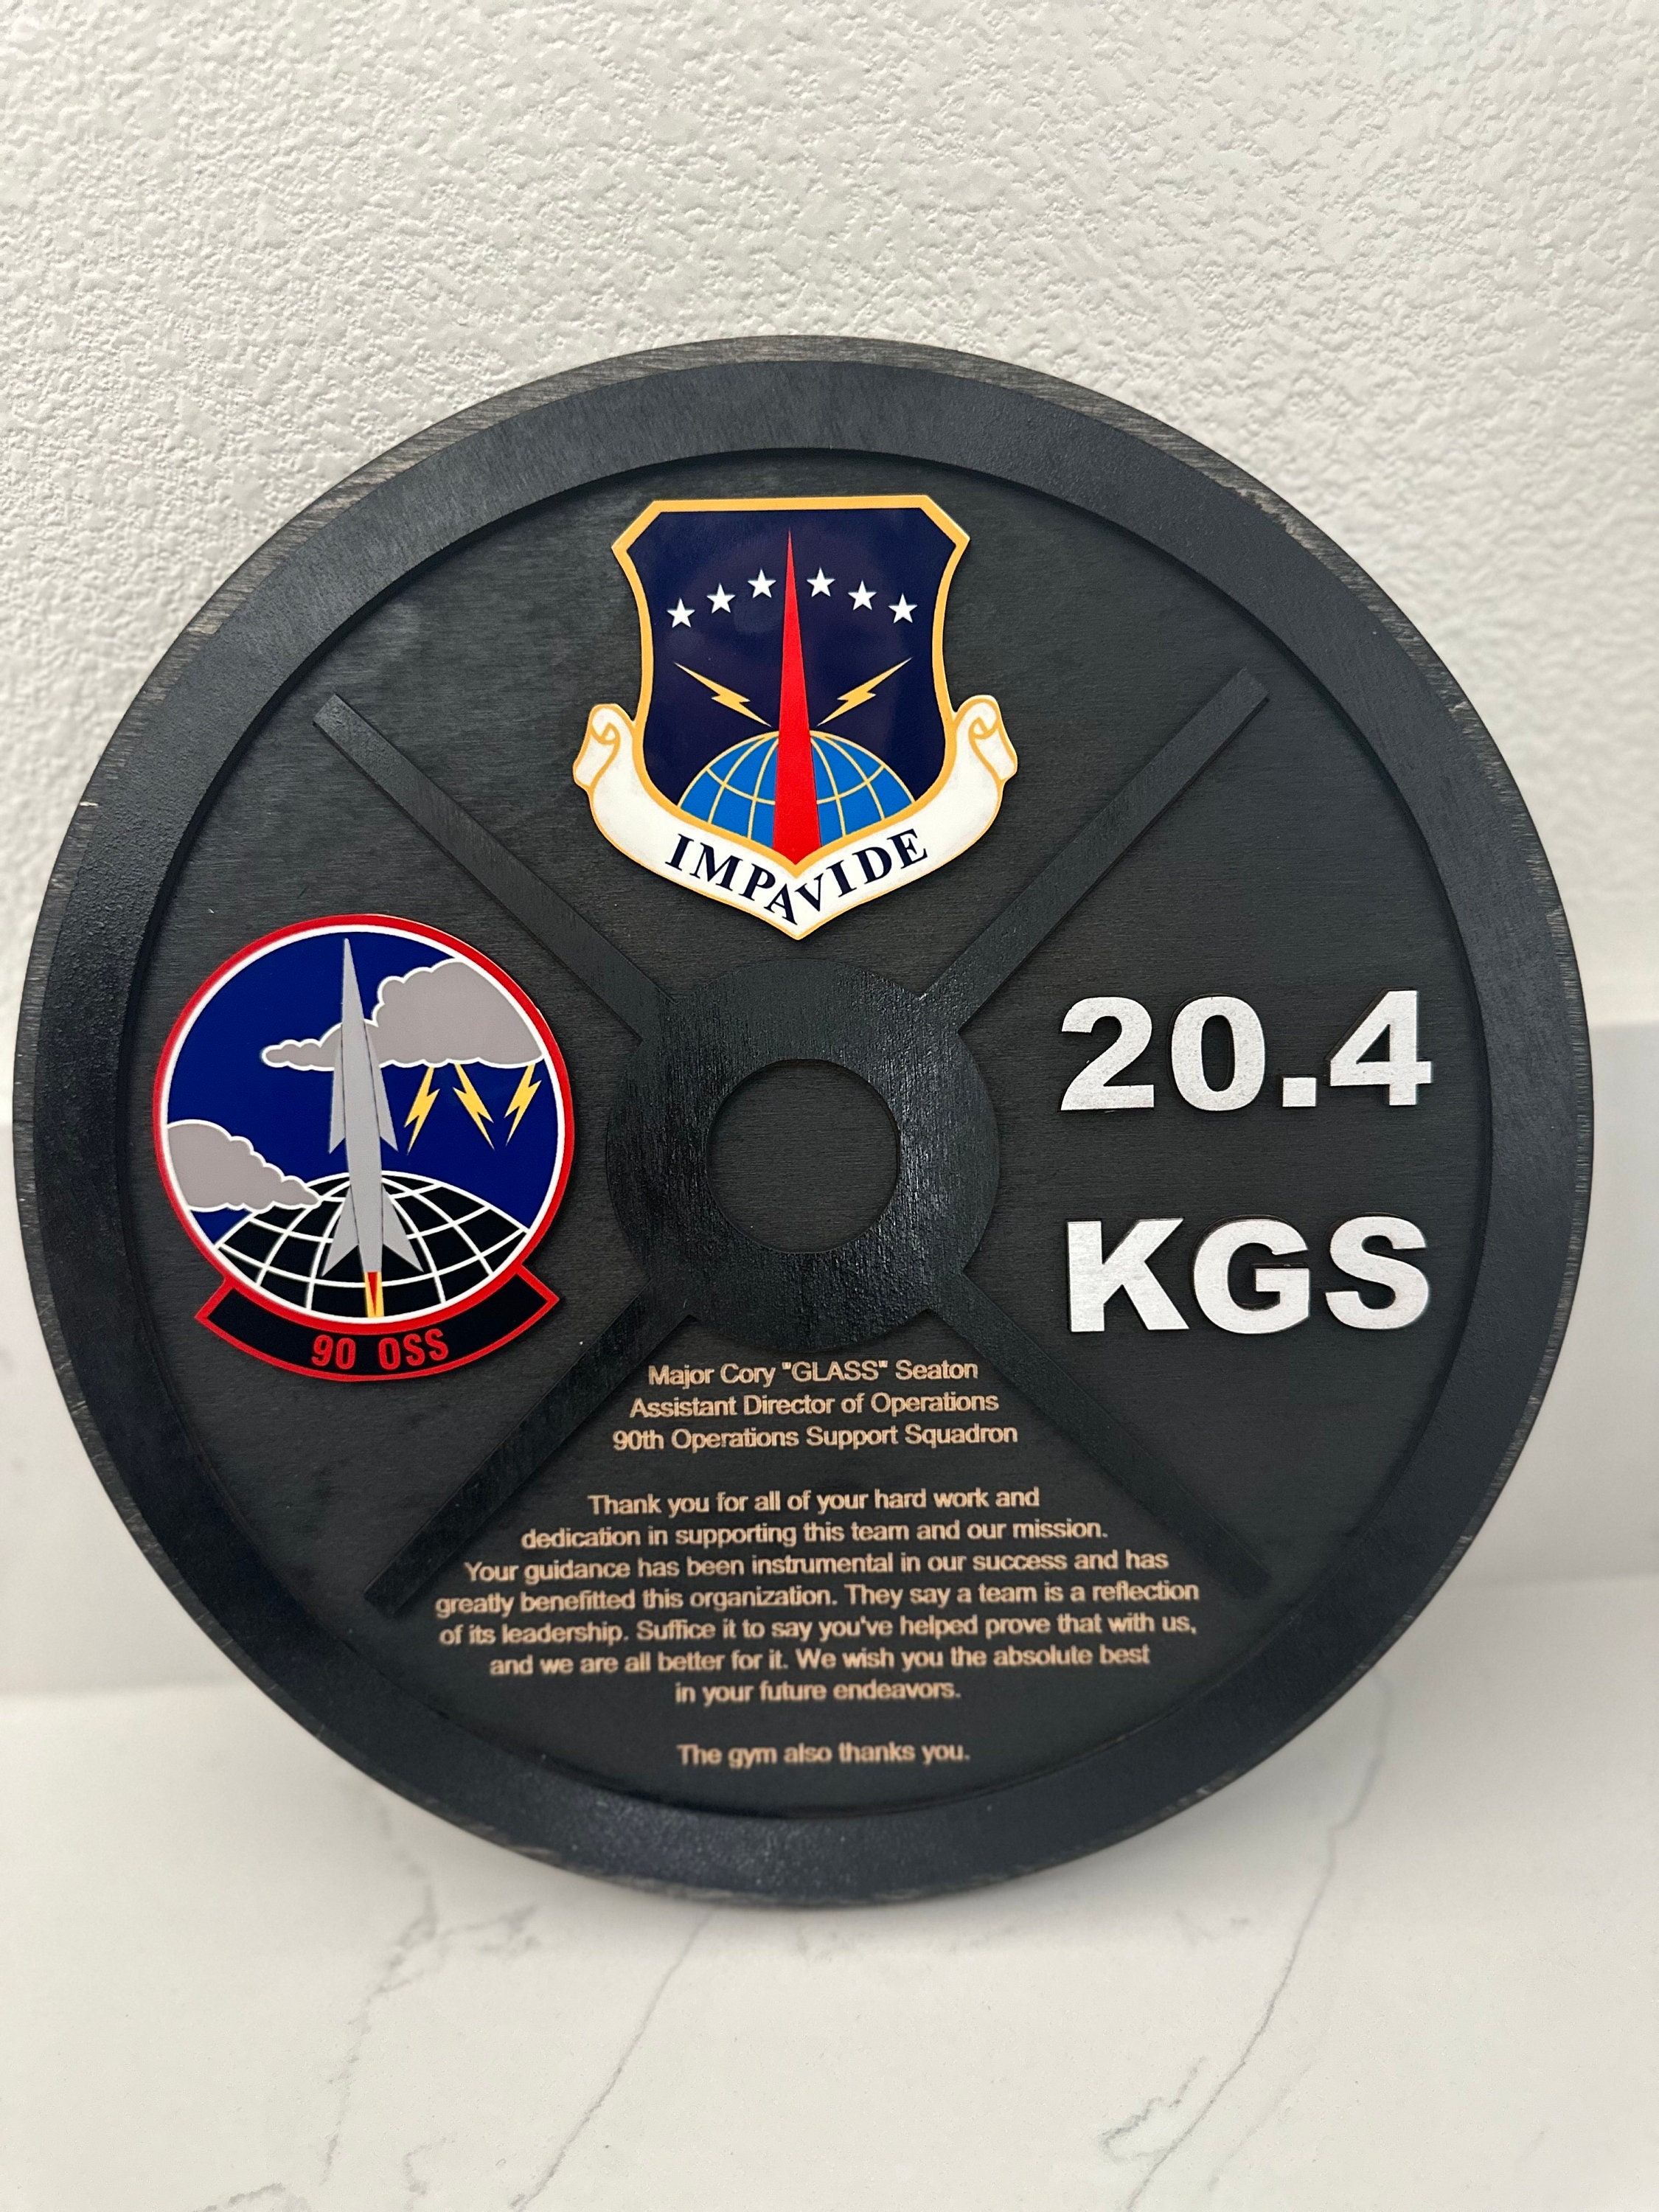 IMPAVIDE
90 OSS
20.4
KGS
Major Cory "GLASS" Seaton
Assistant Director of Operations
90th Operations Support Squadron
Thank you for all of your hard work and
dedication in supporting this team and our mission.
Your guidance has been instrumental in our success and has
greatly benefitted this organization. They say a team is a reflection
of its leadership. Suffice it to say you've helped prove that with us,
and we are all better for it. We wish you the absolute best
in your future endeavors.
The gym also thanks you.